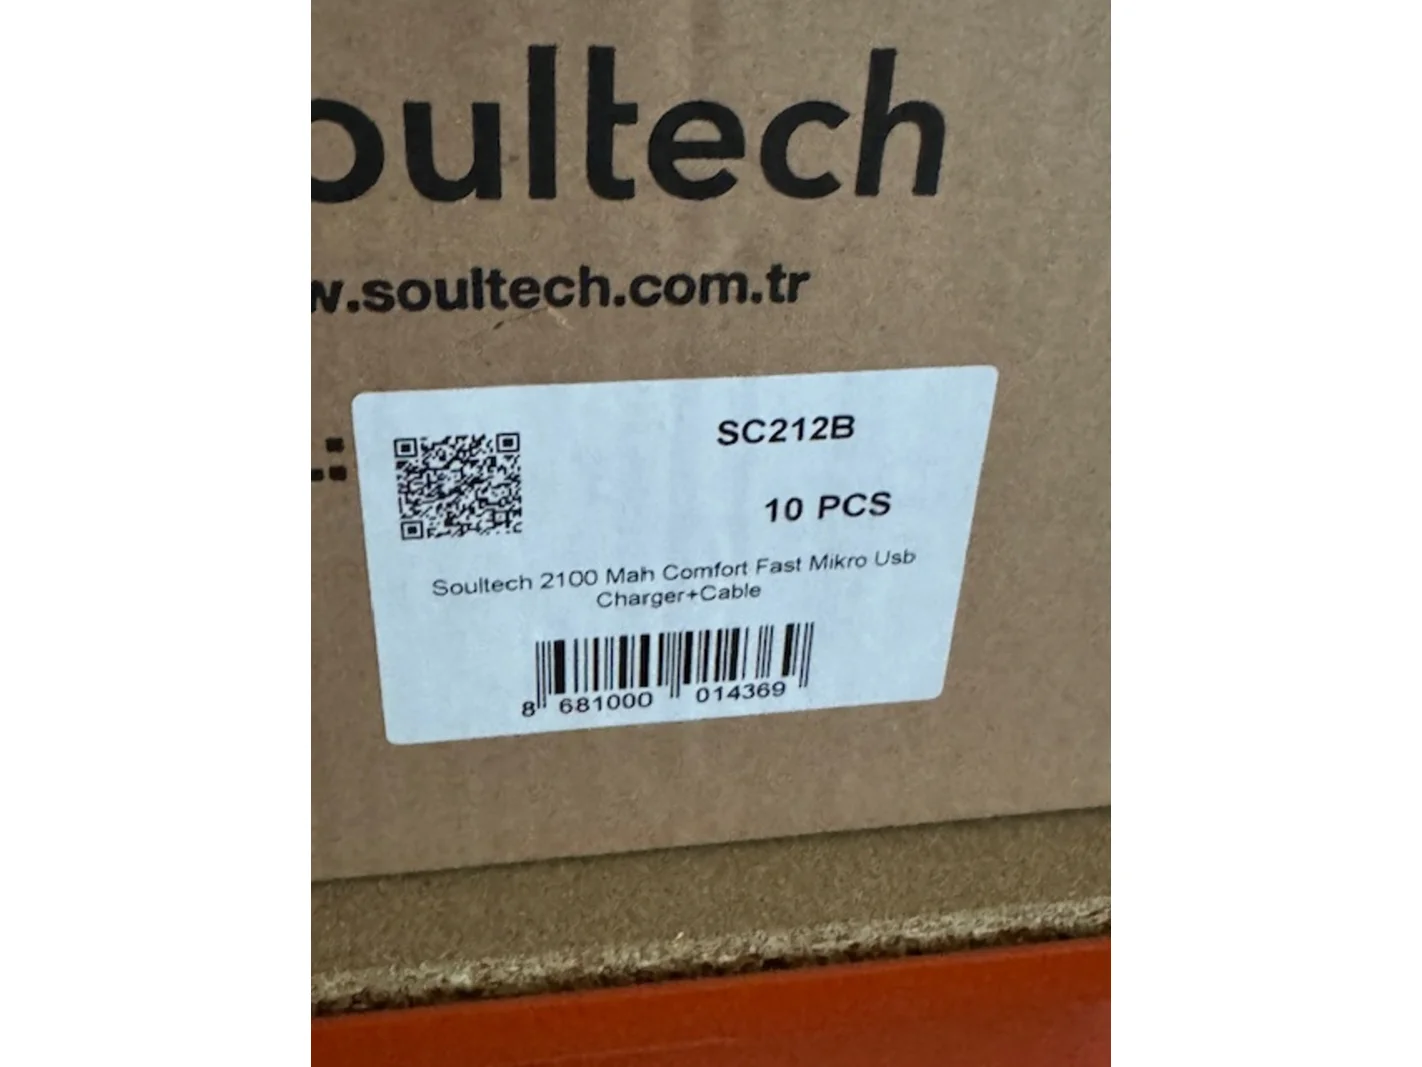 oultech
w.soultech.com.tr
SC212B
10 PCS
Soultech 2100 Mah Comfort Fast Mikro Usb
Charger+Cable
8 681000 014369